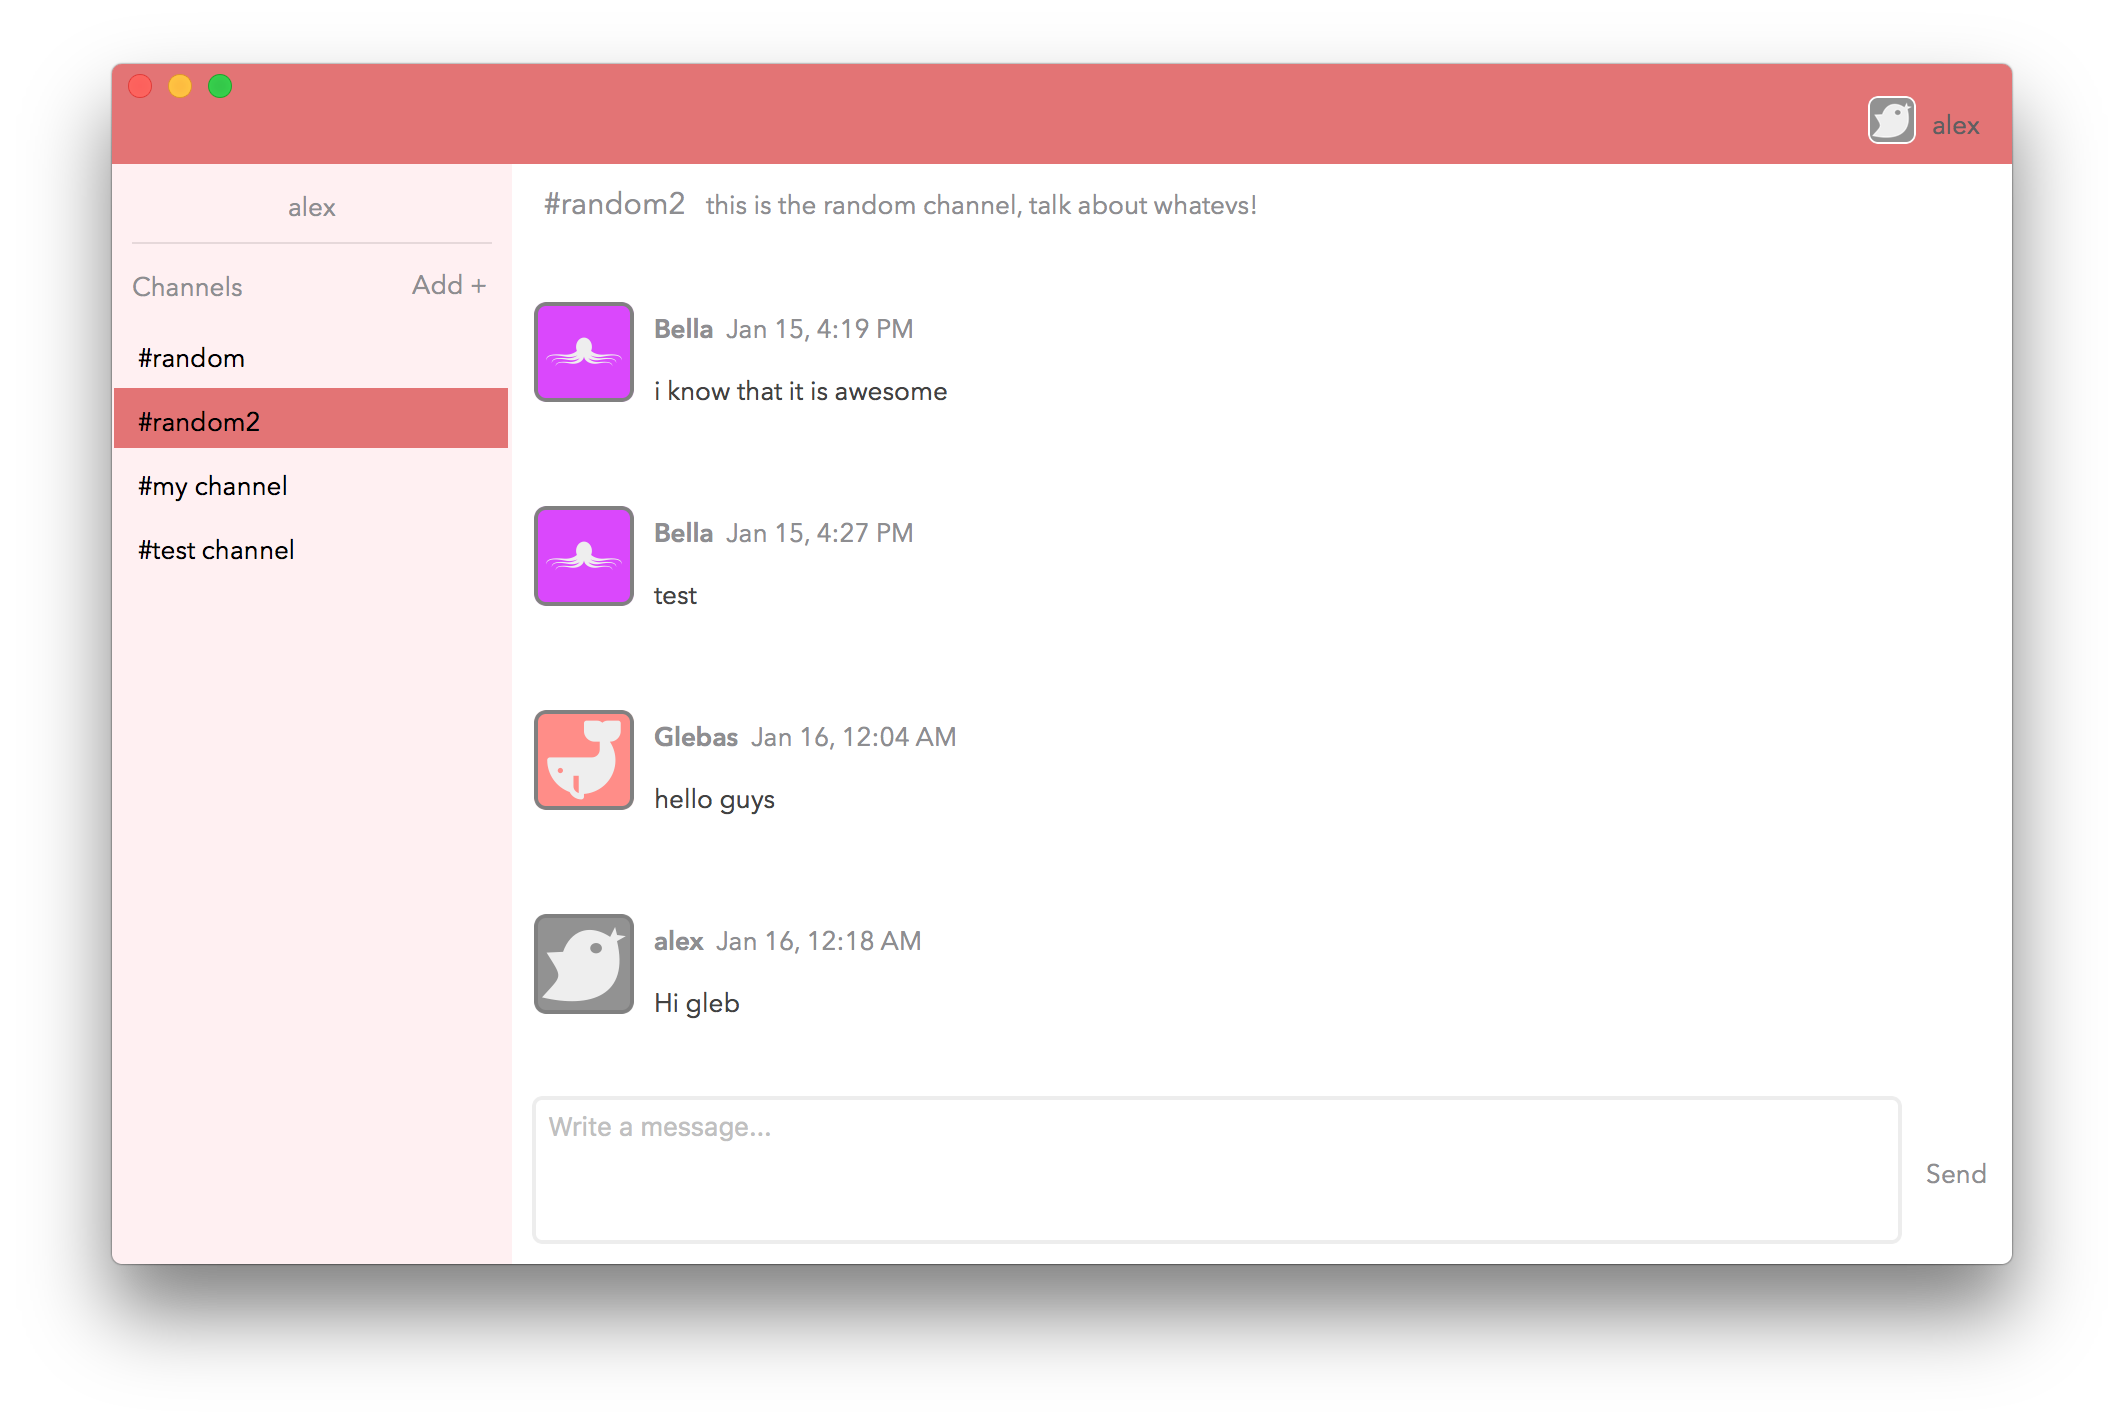 alex
alex
Channels
Add +
#random
#random2
#my channel
#test channel
#random2 this is the random channel, talk about whatevs!
Bella Jan 15, 4:19 PM
i know that it is awesome
Bella Jan 15, 4:27 PM
test
Glebas Jan 16, 12:04 AM
hello guys
alex Jan 16, 12:18 AM
Hi gleb
Write a message...
Send